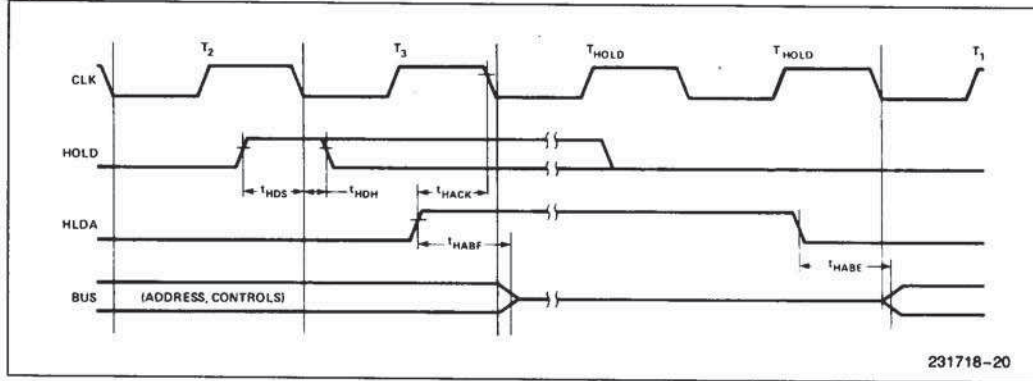 T2 T3 THOLD THOLD T1
CLK
HOLD
tHDS tHDH tHACK
HLDA
tHABF
tHABE
BUS (ADDRESS, CONTROLS)
231718-20